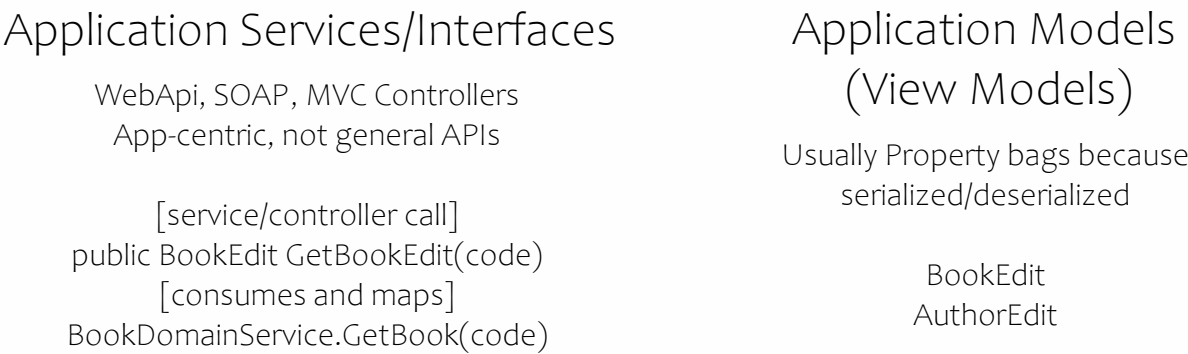 Application Services/Interfaces
WebApi, SOAP, MVC Controllers
App-centric, not general APIs
[service/controller call]
public BookEdit GetBookEdit(code)
[consumes and maps]
BookDomainService.GetBook(code)
Application Models
(View Models)
Usually Property bags because
serialized/deserialized
BookEdit
AuthorEdit